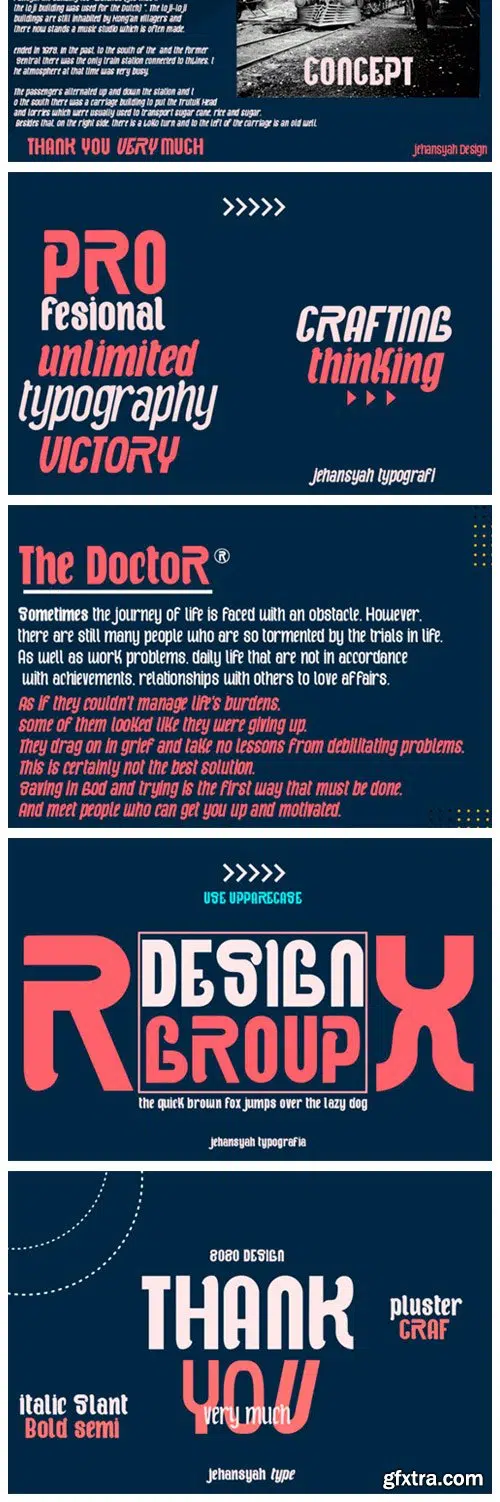 the loji building was used for the Dutch) " The loji-loji
buildings are still inhabited by Hong'an villagers and
there now stands a music studio which is often made.
ended in 1979. in the past, to the south of the and the former
Sentral there was the only train station connected to thLines. I
he atmosphere at that time was very busy.
CONCEPT
The passengers alternated up and down the station and t
o the south there was a carriage building to put the TrutuK Head
and lorries which were usually used to transport sugar cane, rice and sugar.
Besides that, on the right side, there is a LoKo turn and to the left of the carriage is an old well.
THANK YOU VERY MUCH
jehansyah Design
>>>>>
PRO
fesional
unlimited
typography
VICTORY
CRAFTING
thinKing
jehansyah typografi
The DoctoR ®
Sometimes the journey of life is faced with an obstacle. However,
there are still many people who are so tormented by the trials in life.
As well as work problems, daily life that are not in accordance
with achievements, relationships with others to love affairs.
As if they couldn't manage life's burdens,
some of them looked like they were giving up.
They drag on in grief and take no lessons from debilitating problems.
This is certainly not the best solution.
Saving in God and trying is the first way that must be done.
And meet people who can get you up and motivated.
>>>>>
USE UPPARECASE
R DESIGN X
GROUP
the quick brown fox jumps over the lazy dog
jehansyah typografia
8080 DESIGN
THANK
YOU
very much
pluster
CRAF
italic Slant
Bold semi
jehansyah type
gfxtra.com